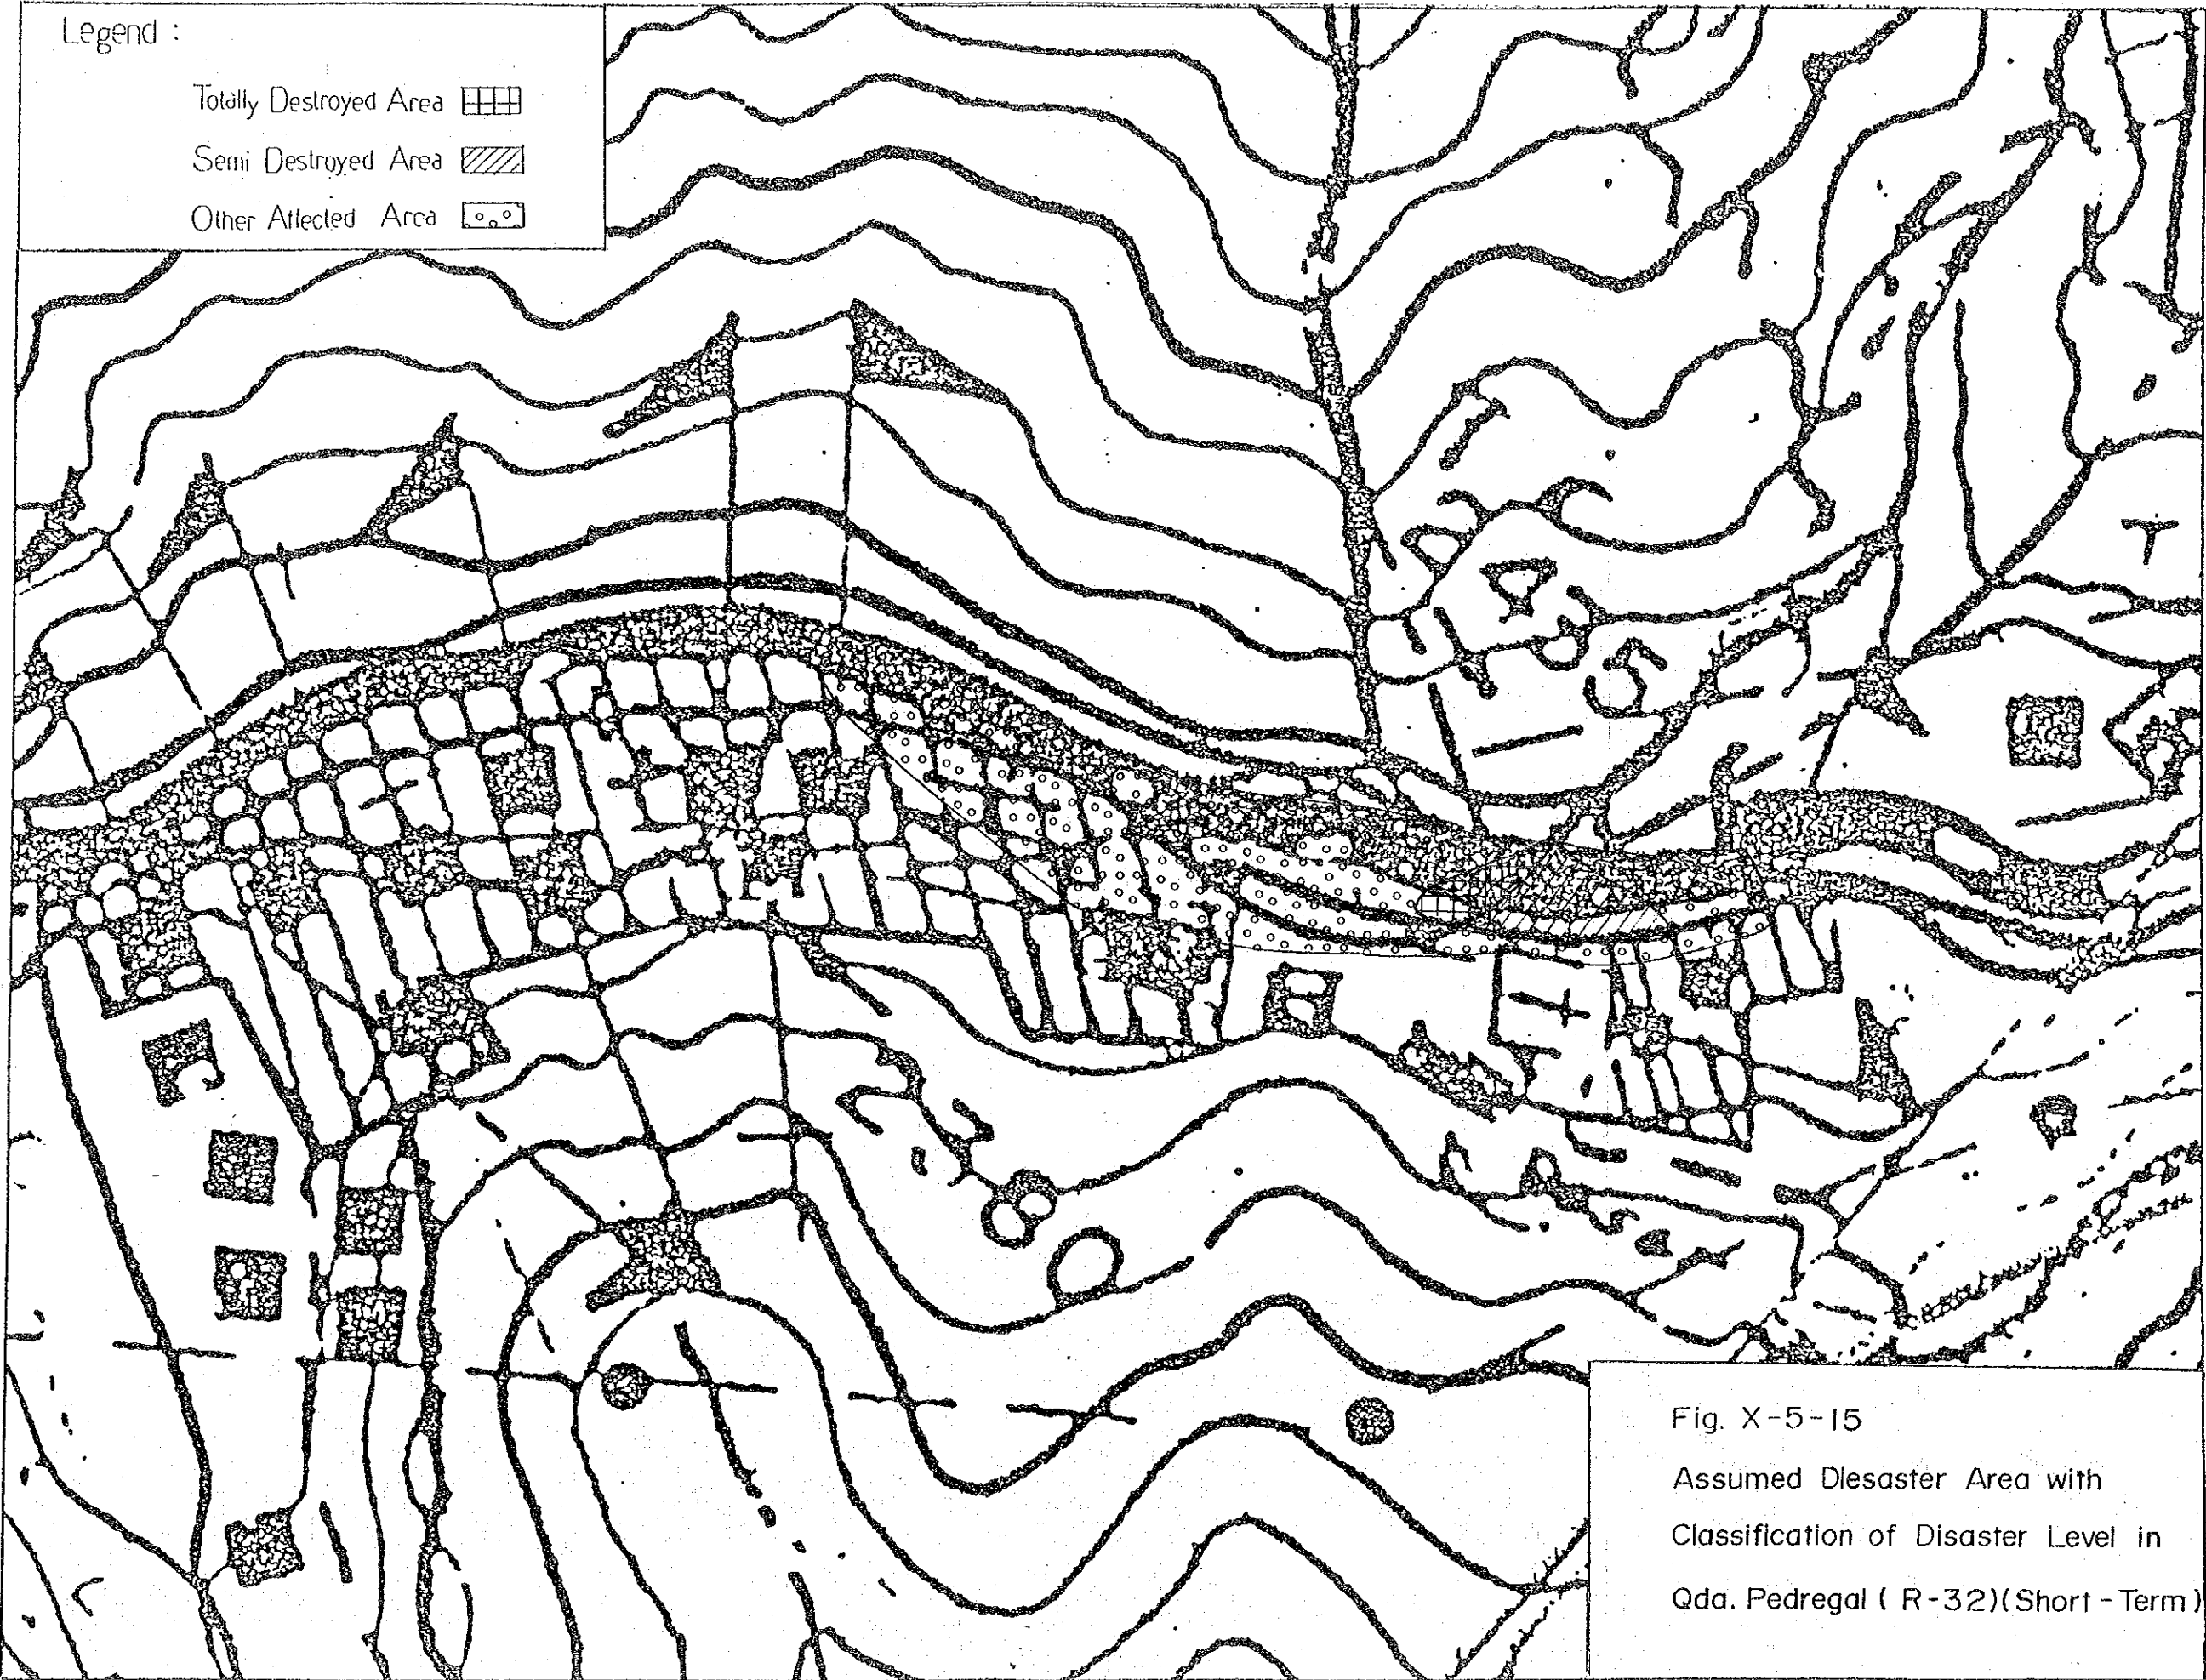 Legend :
Totally Destroyed Area
Semi Destroyed Area
Other Affected Area
Fig. X-5-15
Assumed Diesaster Area with
Classification of Disaster Level in
Qda. Pedregal ( R-32)(Short-Term)